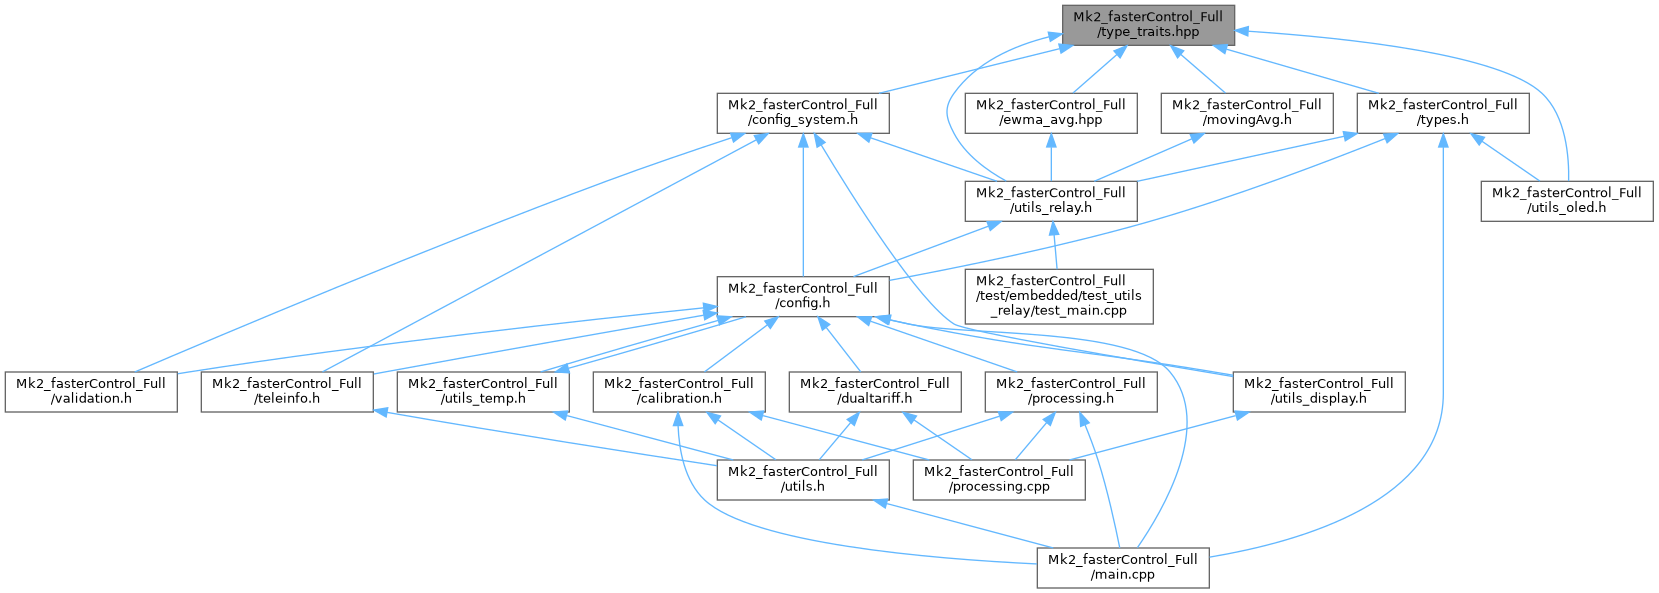 Mk2_fasterControl_Full
/type_traits.hpp
Mk2_fasterControl_Full
/config_system.h
Mk2_fasterControl_Full
/ewma_avg.hpp
Mk2_fasterControl_Full
/movingAvg.h
Mk2_fasterControl_Full
/types.h
Mk2_fasterControl_Full
/utils_relay.h
Mk2_fasterControl_Full
/utils_oled.h
Mk2_fasterControl_Full
/config.h
Mk2_fasterControl_Full
/test/embedded/test_utils
_relay/test_main.cpp
Mk2_fasterControl_Full
/validation.h
Mk2_fasterControl_Full
/teleinfo.h
Mk2_fasterControl_Full
/utils_temp.h
Mk2_fasterControl_Full
/calibration.h
Mk2_fasterControl_Full
/dualtariff.h
Mk2_fasterControl_Full
/processing.h
Mk2_fasterControl_Full
/utils_display.h
Mk2_fasterControl_Full
/utils.h
Mk2_fasterControl_Full
/processing.cpp
Mk2_fasterControl_Full
/main.cpp